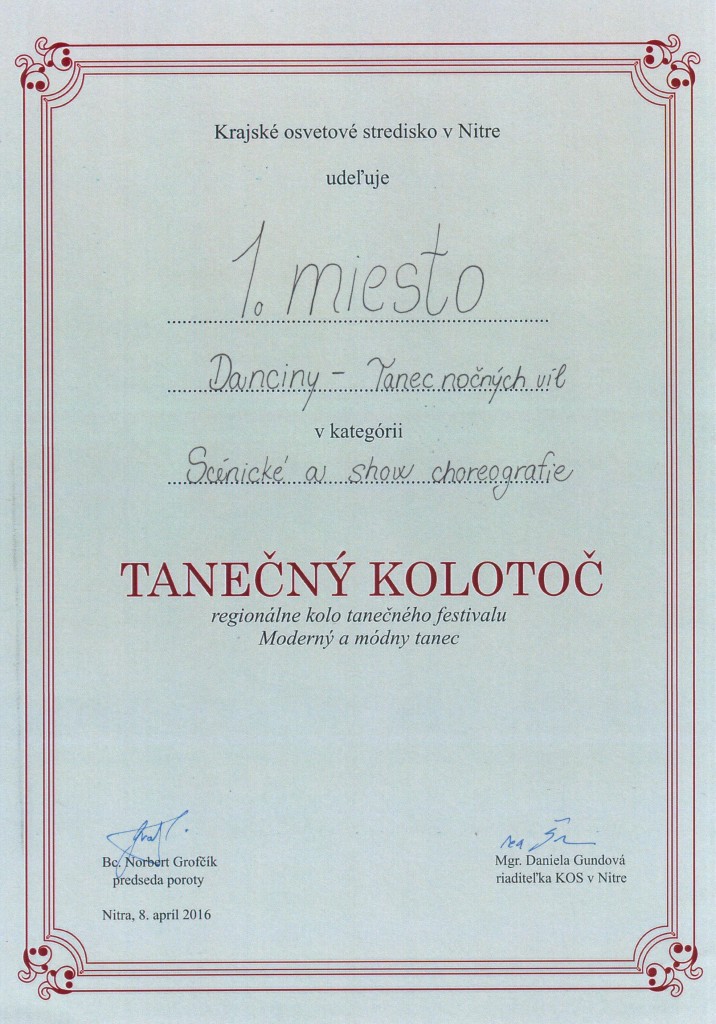 Krajské osvetové stredisko v Nitre
udeľuje
1. miesto
Danciny - Tanec nočných víl
v kategórii
Scénické a show choreografie
TANEČNÝ KOLOTOČ
regionálne kolo tanečného festivalu
Moderný a módny tanec
Bc. Norbert Grofčík
predseda poroty
Mgr. Daniela Gundová
riaditeľka KOS v Nitre
Nitra, 8. apríl 2016